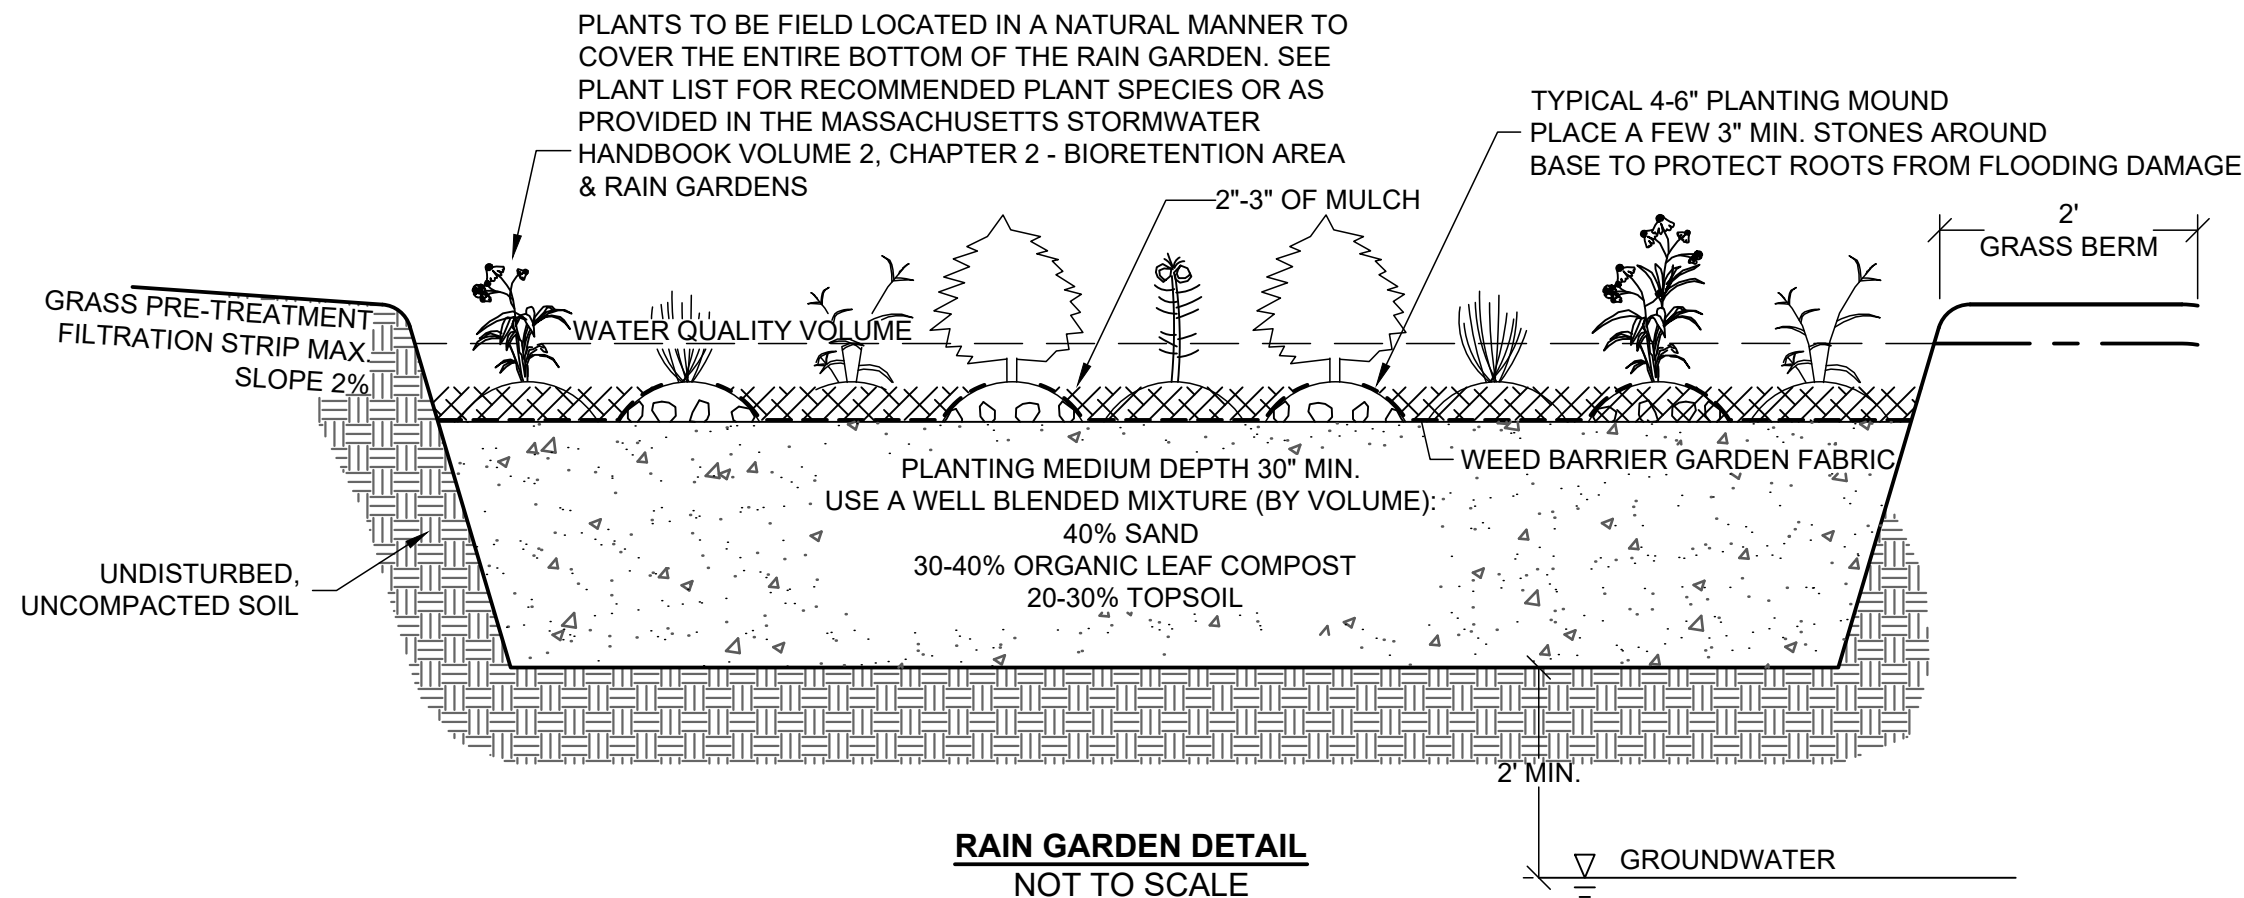 PLANTS TO BE FIELD LOCATED IN A NATURAL MANNER TO
COVER THE ENTIRE BOTTOM OF THE RAIN GARDEN. SEE
PLANT LIST FOR RECOMMENDED PLANT SPECIES OR AS
PROVIDED IN THE MASSACHUSETTS STORMWATER
HANDBOOK VOLUME 2, CHAPTER 2 - BIORETENTION AREA
& RAIN GARDENS
TYPICAL 4-6" PLANTING MOUND
PLACE A FEW 3" MIN. STONES AROUND
BASE TO PROTECT ROOTS FROM FLOODING DAMAGE
2"-3" OF MULCH
2'
GRASS BERM
GRASS PRE-TREATMENT
FILTRATION STRIP MAX.
SLOPE 2%
WATER QUALITY VOLUME
WEED BARRIER GARDEN FABRIC
PLANTING MEDIUM DEPTH 30" MIN.
USE A WELL BLENDED MIXTURE (BY VOLUME):
40% SAND
30-40% ORGANIC LEAF COMPOST
20-30% TOPSOIL
UNDISTURBED,
UNCOMPACTED SOIL
2' MIN.
GROUNDWATER
RAIN GARDEN DETAIL
NOT TO SCALE